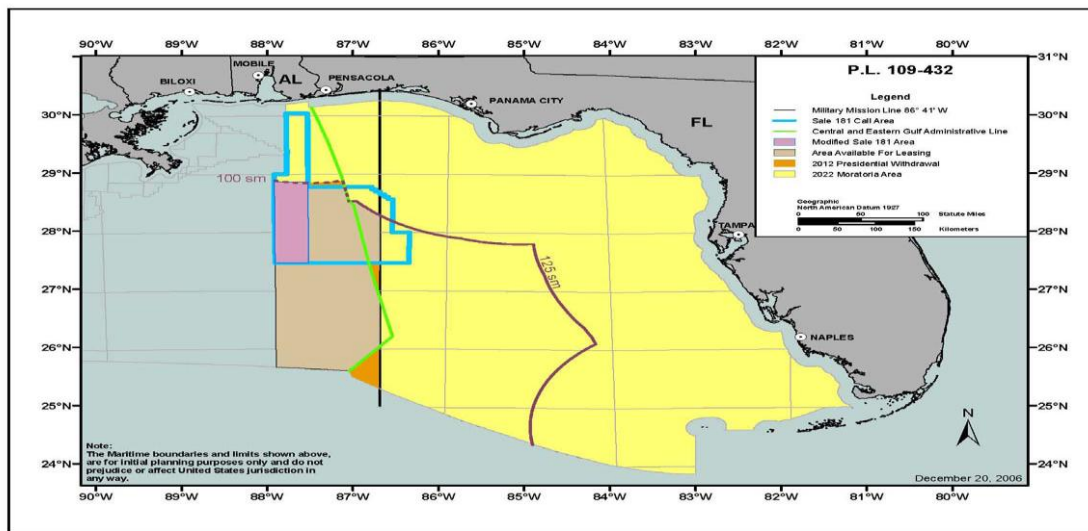 90°W 89°W 88°W 87°W 86°W 85°W 84°W 83°W 82°W 81°W 80°W
31°N 31°N
30°N 30°N
29°N 29°N
28°N 28°N
27°N 27°N
26°N 26°N
25°N 25°N
24°N 24°N
MOBILE
AL
BILOXI
PENSACOLA
PANAMA CITY
FL
TAMPA
NAPLES
100 sm
125 sm
P.L. 109-432
Legend
Military Mission Line 86° 41' W
Sale 181 Call Area
Central and Eastern Gulf Administrative Line
Modified Sale 181 Area
Area Available For Leasing
2012 Presidential Withdrawal
2022 Moratoria Area
Geographic
North American Datum 1927
0 50 100 Statute Miles
0 50 100 150 Kilometers
N
Note:
The Maritime boundaries and limits shown above,
are for initial planning purposes only and do not
prejudice or affect United States jurisdiction in
any way.
December 20, 2006
90°W 89°W 88°W 87°W 86°W 85°W 84°W 83°W 82°W 81°W 80°W